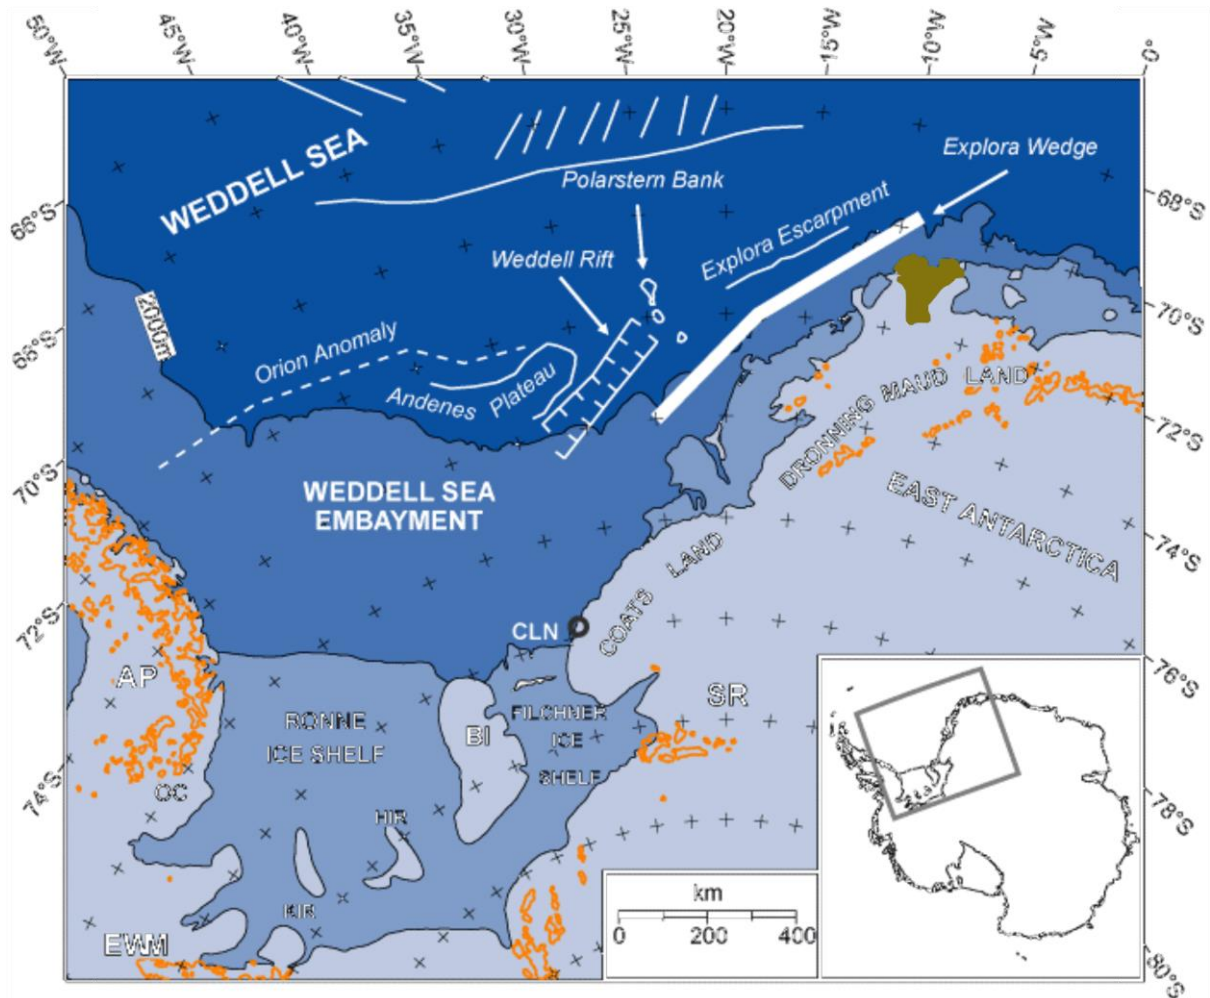 50°W
45°W
40°W
35°W
30°W
25°W
20°W
15°W
10°W
5°W
0°
WEDDELL SEA
Explora Wedge
Polarstern Bank
Explora Escarpment
Weddell Rift
66°S
68°S
70°S
72°S
74°S
68°S
70°S
72°S
74°S
76°S
78°S
80°S
2000m
Orion Anomaly
Andenes Plateau
DRONNING MAUD LAND
EAST ANTARCTICA
WEDDELL SEA
EMBAYMENT
COATS LAND
CLN
AP
RONNE
ICE SHELF
BI
FILCHNER
ICE
SHELF
SR
OC
HIR
KIR
EWM
km
0 200 400